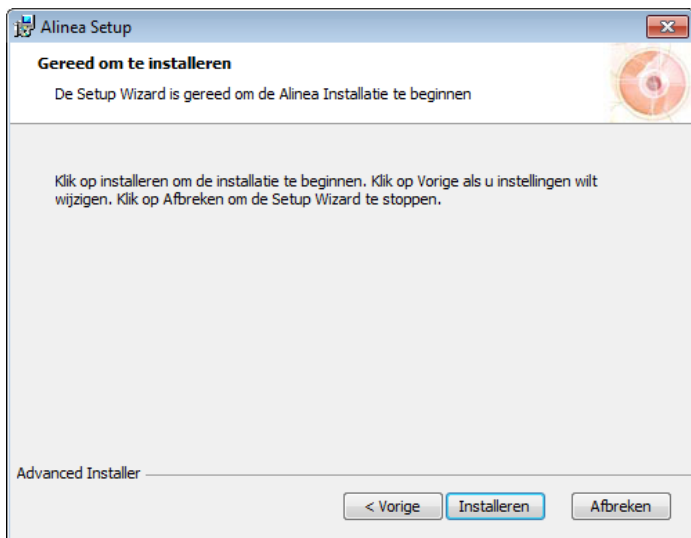 Alinea Setup
Gereed om te installeren
De Setup Wizard is gereed om de Alinea Installatie te beginnen
Klik op installeren om de installatie te beginnen. Klik op Vorige als u instellingen wilt
wijzigen. Klik op Afbreken om de Setup Wizard te stoppen.
Advanced Installer
< Vorige
Installeren
Afbreken